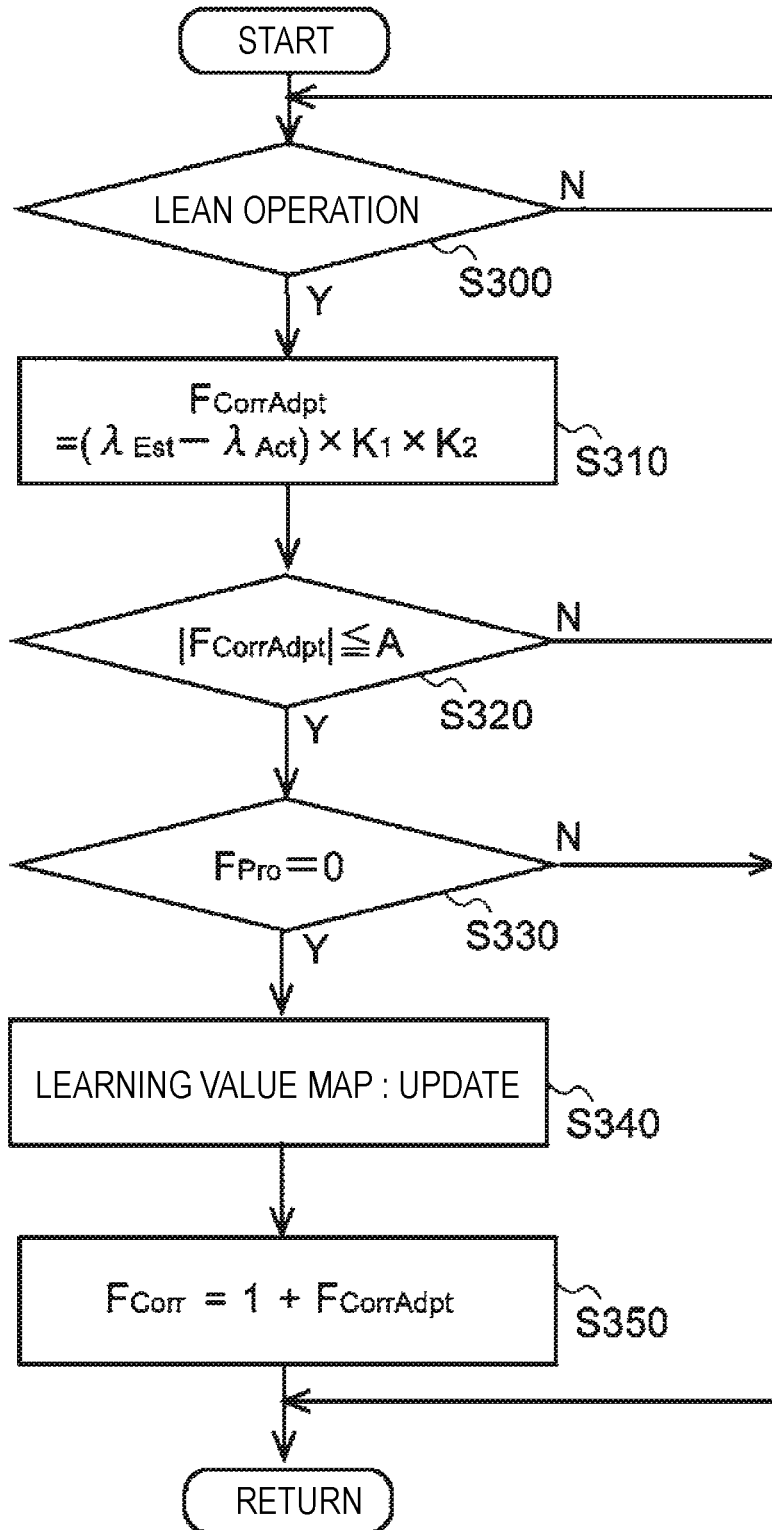 START
LEAN OPERATION
N
S300
Y
FCorrAdpt
=(λEst−λAct)×K1×K2
S310
|FCorrAdpt|≦A
N
S320
Y
FPro=0
N
S330
Y
LEARNING VALUE MAP : UPDATE
S340
FCorr = 1 + FCorrAdpt
S350
RETURN